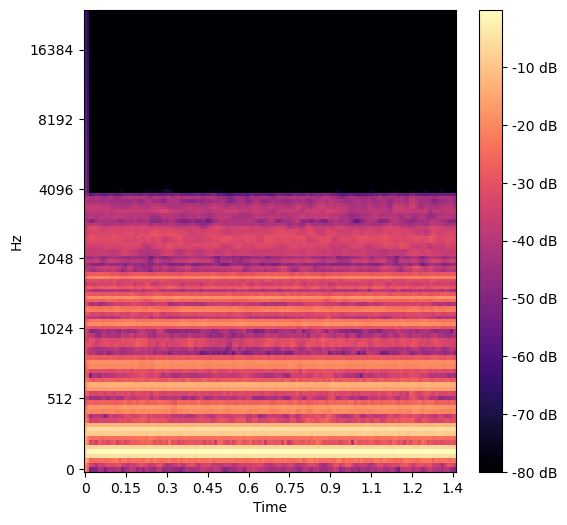 16384
8192
4096
2048
1024
512
0
Hz
0
0.15
0.3
0.45
0.6
0.75
0.9
1.1
1.2
1.4
Time
-10 dB
-20 dB
-30 dB
-40 dB
-50 dB
-60 dB
-70 dB
-80 dB